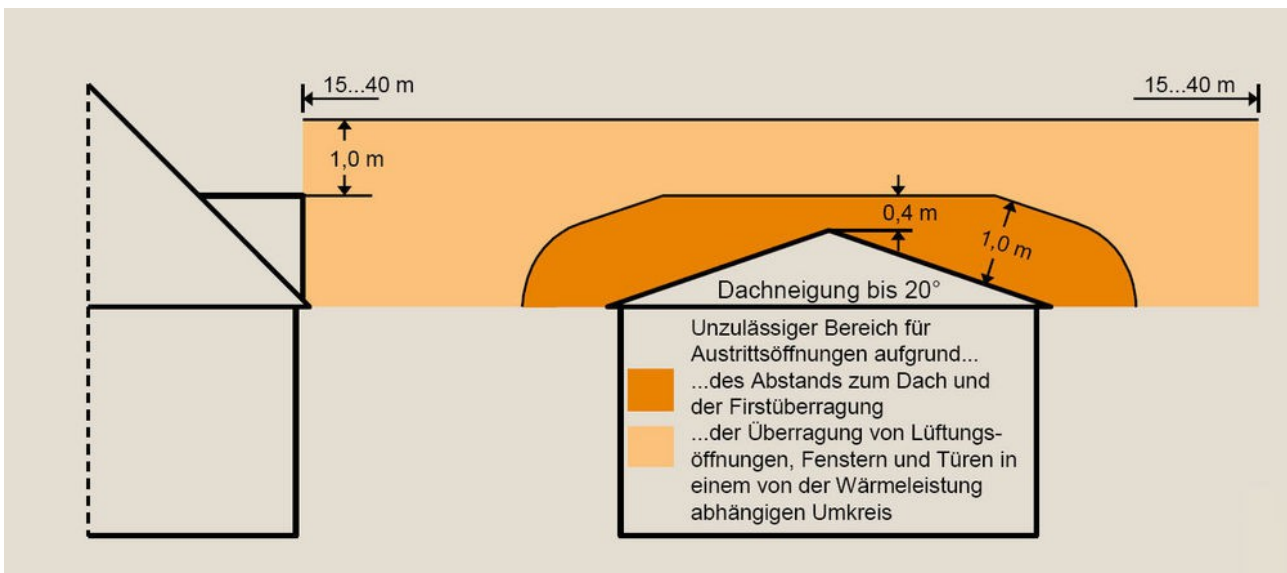 15...40 m
15...40 m
1,0 m
0,4 m
1,0 m
Dachneigung bis 20°
Unzulässiger Bereich für
Austrittsöffnungen aufgrund...
...des Abstands zum Dach und
der Firstüberragung
...der Überragung von Lüftungs-
öffnungen, Fenstern und Türen in
einem von der Wärmeleistung
abhängigen Umkreis